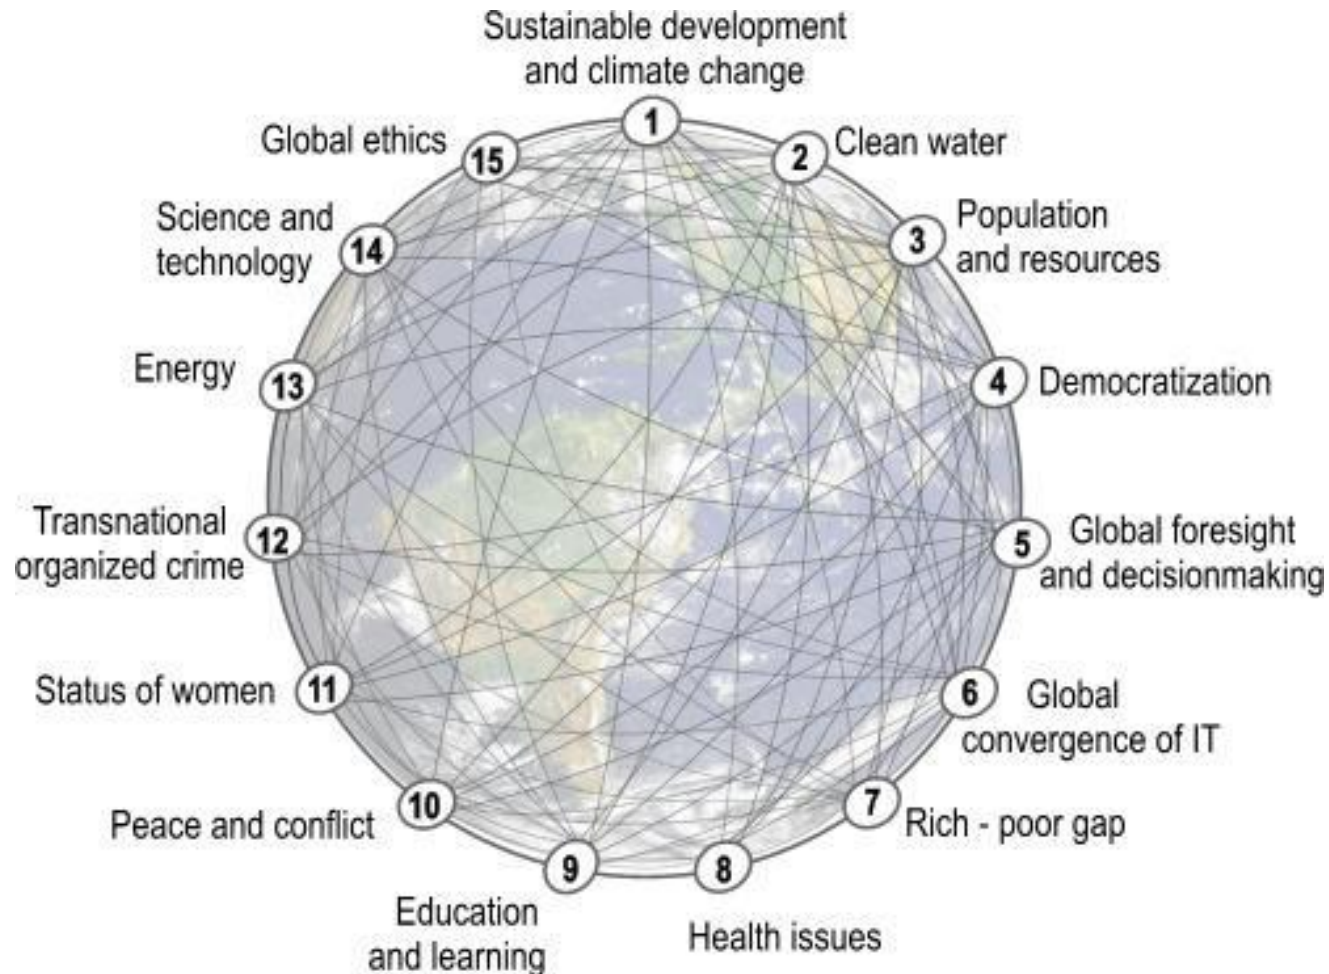 Sustainable development
and climate change
1
2
Clean water
3
Population
and resources
4
Democratization
5
Global foresight
and decisionmaking
6
Global
convergence of IT
7
Rich - poor gap
8
Health issues
9
Education
and learning
10
Peace and conflict
11
Status of women
12
Transnational
organized crime
13
Energy
14
Science and
technology
15
Global ethics